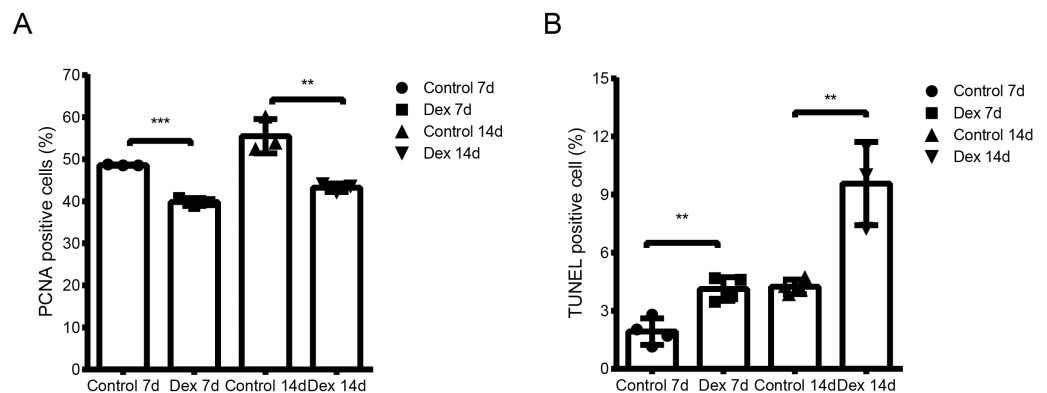 A
PCNA positive cells (%)
70
60
50
40
30
20
10
0
***
**
Control 7d
Dex 7d
Control 14d
Dex 14d
Control 7d
Dex 7d
Control 14d
Dex 14d
B
TUNEL positive cell (%)
15
12
9
6
3
0
**
**
Control 7d
Dex 7d
Control 14d
Dex 14d
Control 7d
Dex 7d
Control 14d
Dex 14d